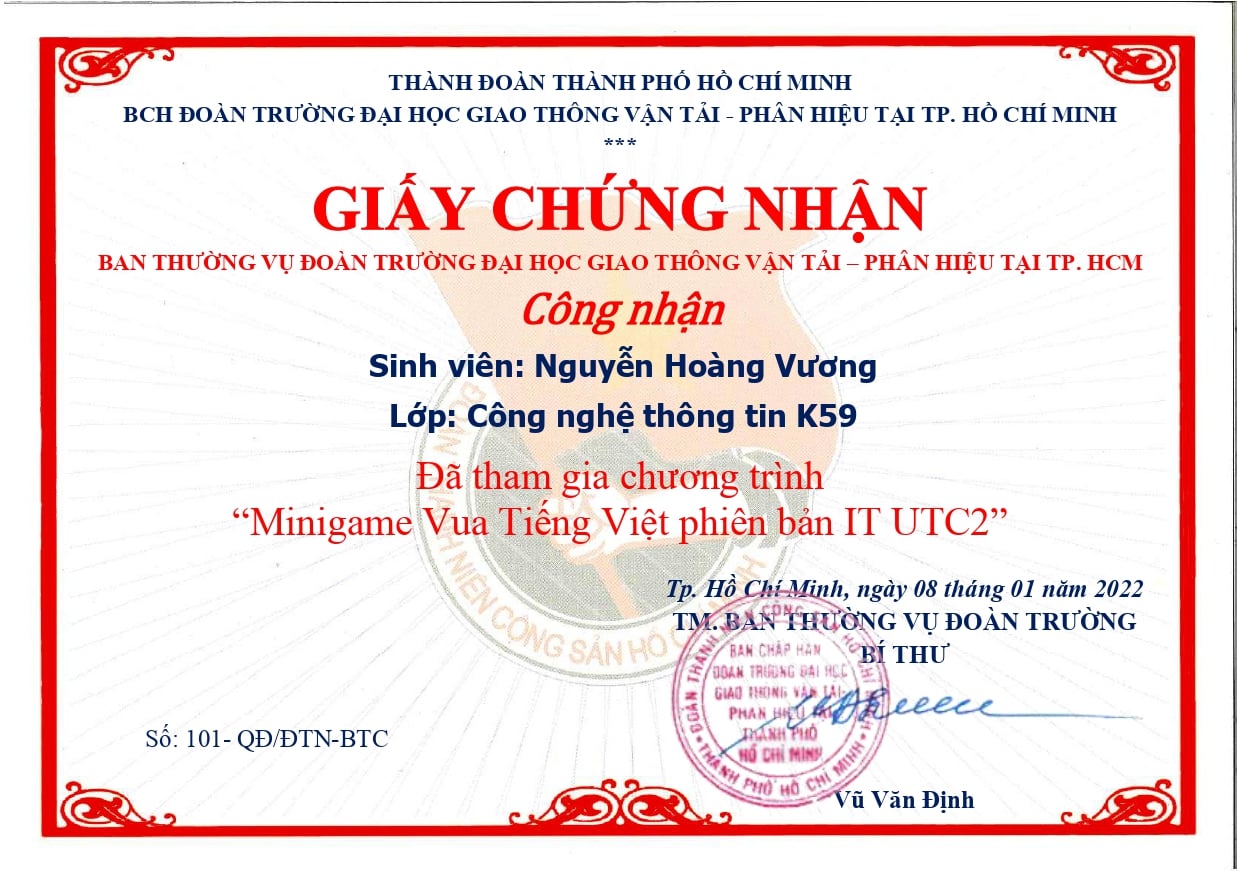 THÀNH ĐOÀN THÀNH PHỐ HỒ CHÍ MINH
BCH ĐOÀN TRƯỜNG ĐẠI HỌC GIAO THÔNG VẬN TẢI - PHÂN HIỆU TẠI TP. HỒ CHÍ MINH
***
GIẤY CHỨNG NHẬN
BAN THƯỜNG VỤ ĐOÀN TRƯỜNG ĐẠI HỌC GIAO THÔNG VẬN TẢI – PHÂN HIỆU TẠI TP. HCM
Công nhận
Sinh viên: Nguyễn Hoàng Vương
Lớp: Công nghệ thông tin K59
Đã tham gia chương trình
“Minigame Vua Tiếng Việt phiên bản IT UTC2”
ĐOÀN THANH NIÊN CỘNG SẢN HỒ CHÍ MINH
Tp. Hồ Chí Minh, ngày 08 tháng 01 năm 2022
TM. BAN THƯỜNG VỤ ĐOÀN TRƯỜNG
BÍ THƯ
ĐOÀN THANH NIÊN CỘNG SẢN HỒ CHÍ MINH
BAN CHẤP HÀNH
ĐOÀN TRƯỜNG ĐẠI HỌC
GIAO THÔNG VẬN TẢI-
PHÂN HIỆU TẠI
THÀNH PHỐ
HỒ CHÍ MINH
THÀNH PHỐ HỒ CHÍ MINH
Số: 101- QĐ/ĐTN-BTC
Vũ Văn Định